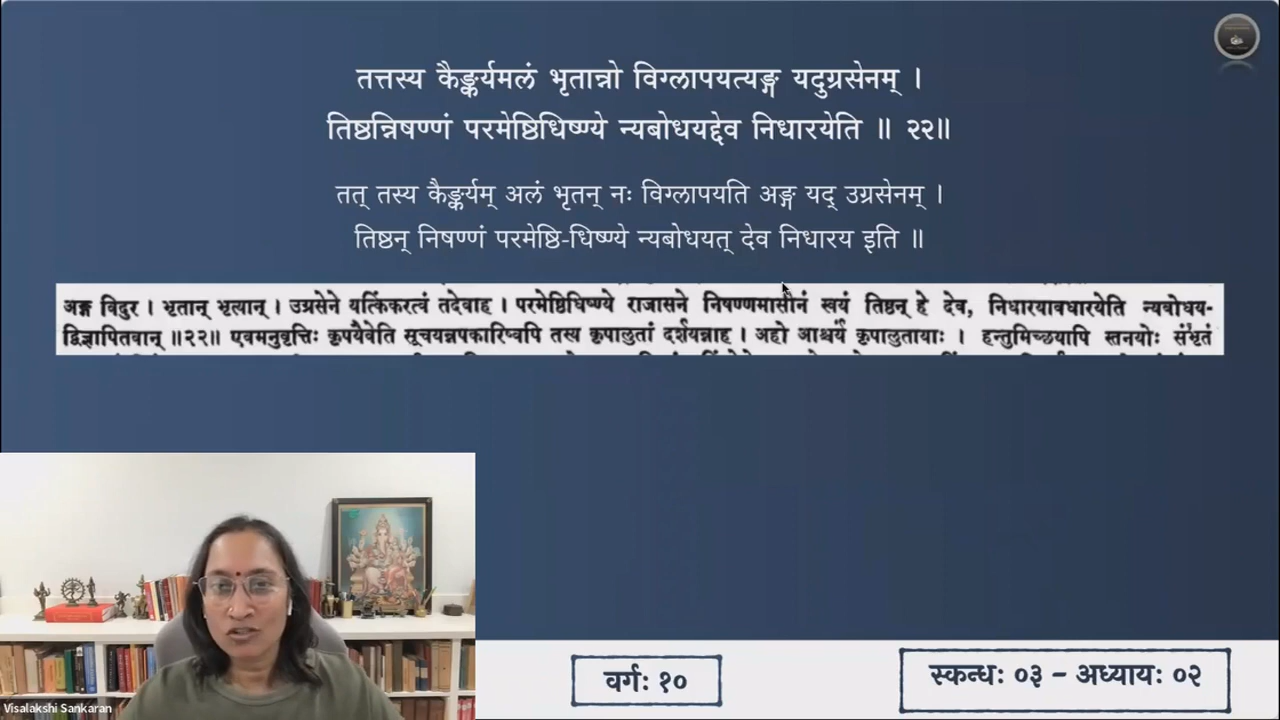 तत्तस्य कैङ्कर्यमलं भृतान्नो विग्लापयत्यङ्ग यदुग्रसेनम् ।
तिष्ठन्निषण्णं परमेष्ठिधिष्ण्ये न्यबोधयद्देव निधारयेति ॥ २२॥
तत् तस्य कैङ्कर्यम् अलं भृतन् नः विग्लापयति अङ्ग यद् उग्रसेनम् ।
तिष्ठन् निषण्णं परमेष्ठि-धिष्ण्ये न्यबोधयत् देव निधारय इति ॥
अङ्ग विदुर । भृतान् भृत्यान् । उग्रसेने यत्किंकरत्वं तदेवाह । परमेष्ठिधिष्ण्ये राजासने निषण्णमासीनं स्वयं तिष्ठन् हे देव, निधारयावधारयेति न्यबोधय-
द्विज्ञापितवान् ॥२२॥ एवमनुवृत्तिः कृपयैवेति सूचयन्नपकारिष्वपि तस्य कृपालुतां दर्शयन्नाह । अहो आश्चर्यं कृपालुतायाः । हन्तुमिच्छयापि स्तनयोः संभृतं
Visalakshi Sankaran
वर्गः १०
स्कन्धः ०३ - अध्यायः ०२